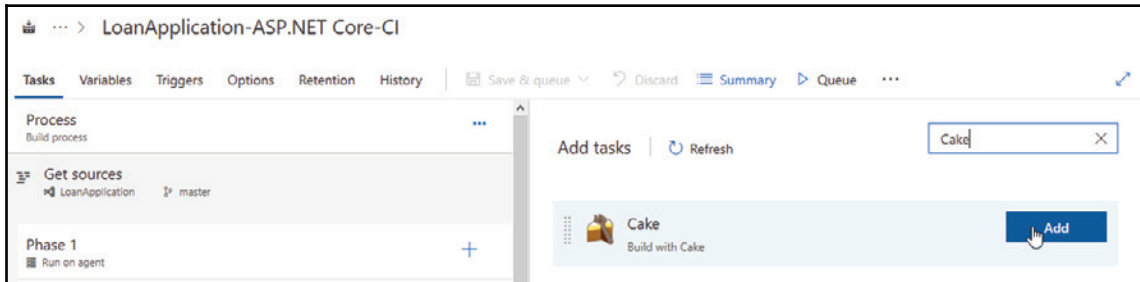 ··· > LoanApplication-ASP.NET Core-CI
Tasks Variables Triggers Options Retention History Save & queue Discard Summary Queue ···
Process ···
Build process
Add tasks Refresh Cake
Get sources
LoanApplication master
Cake Add
Build with Cake
Phase 1
Run on agent